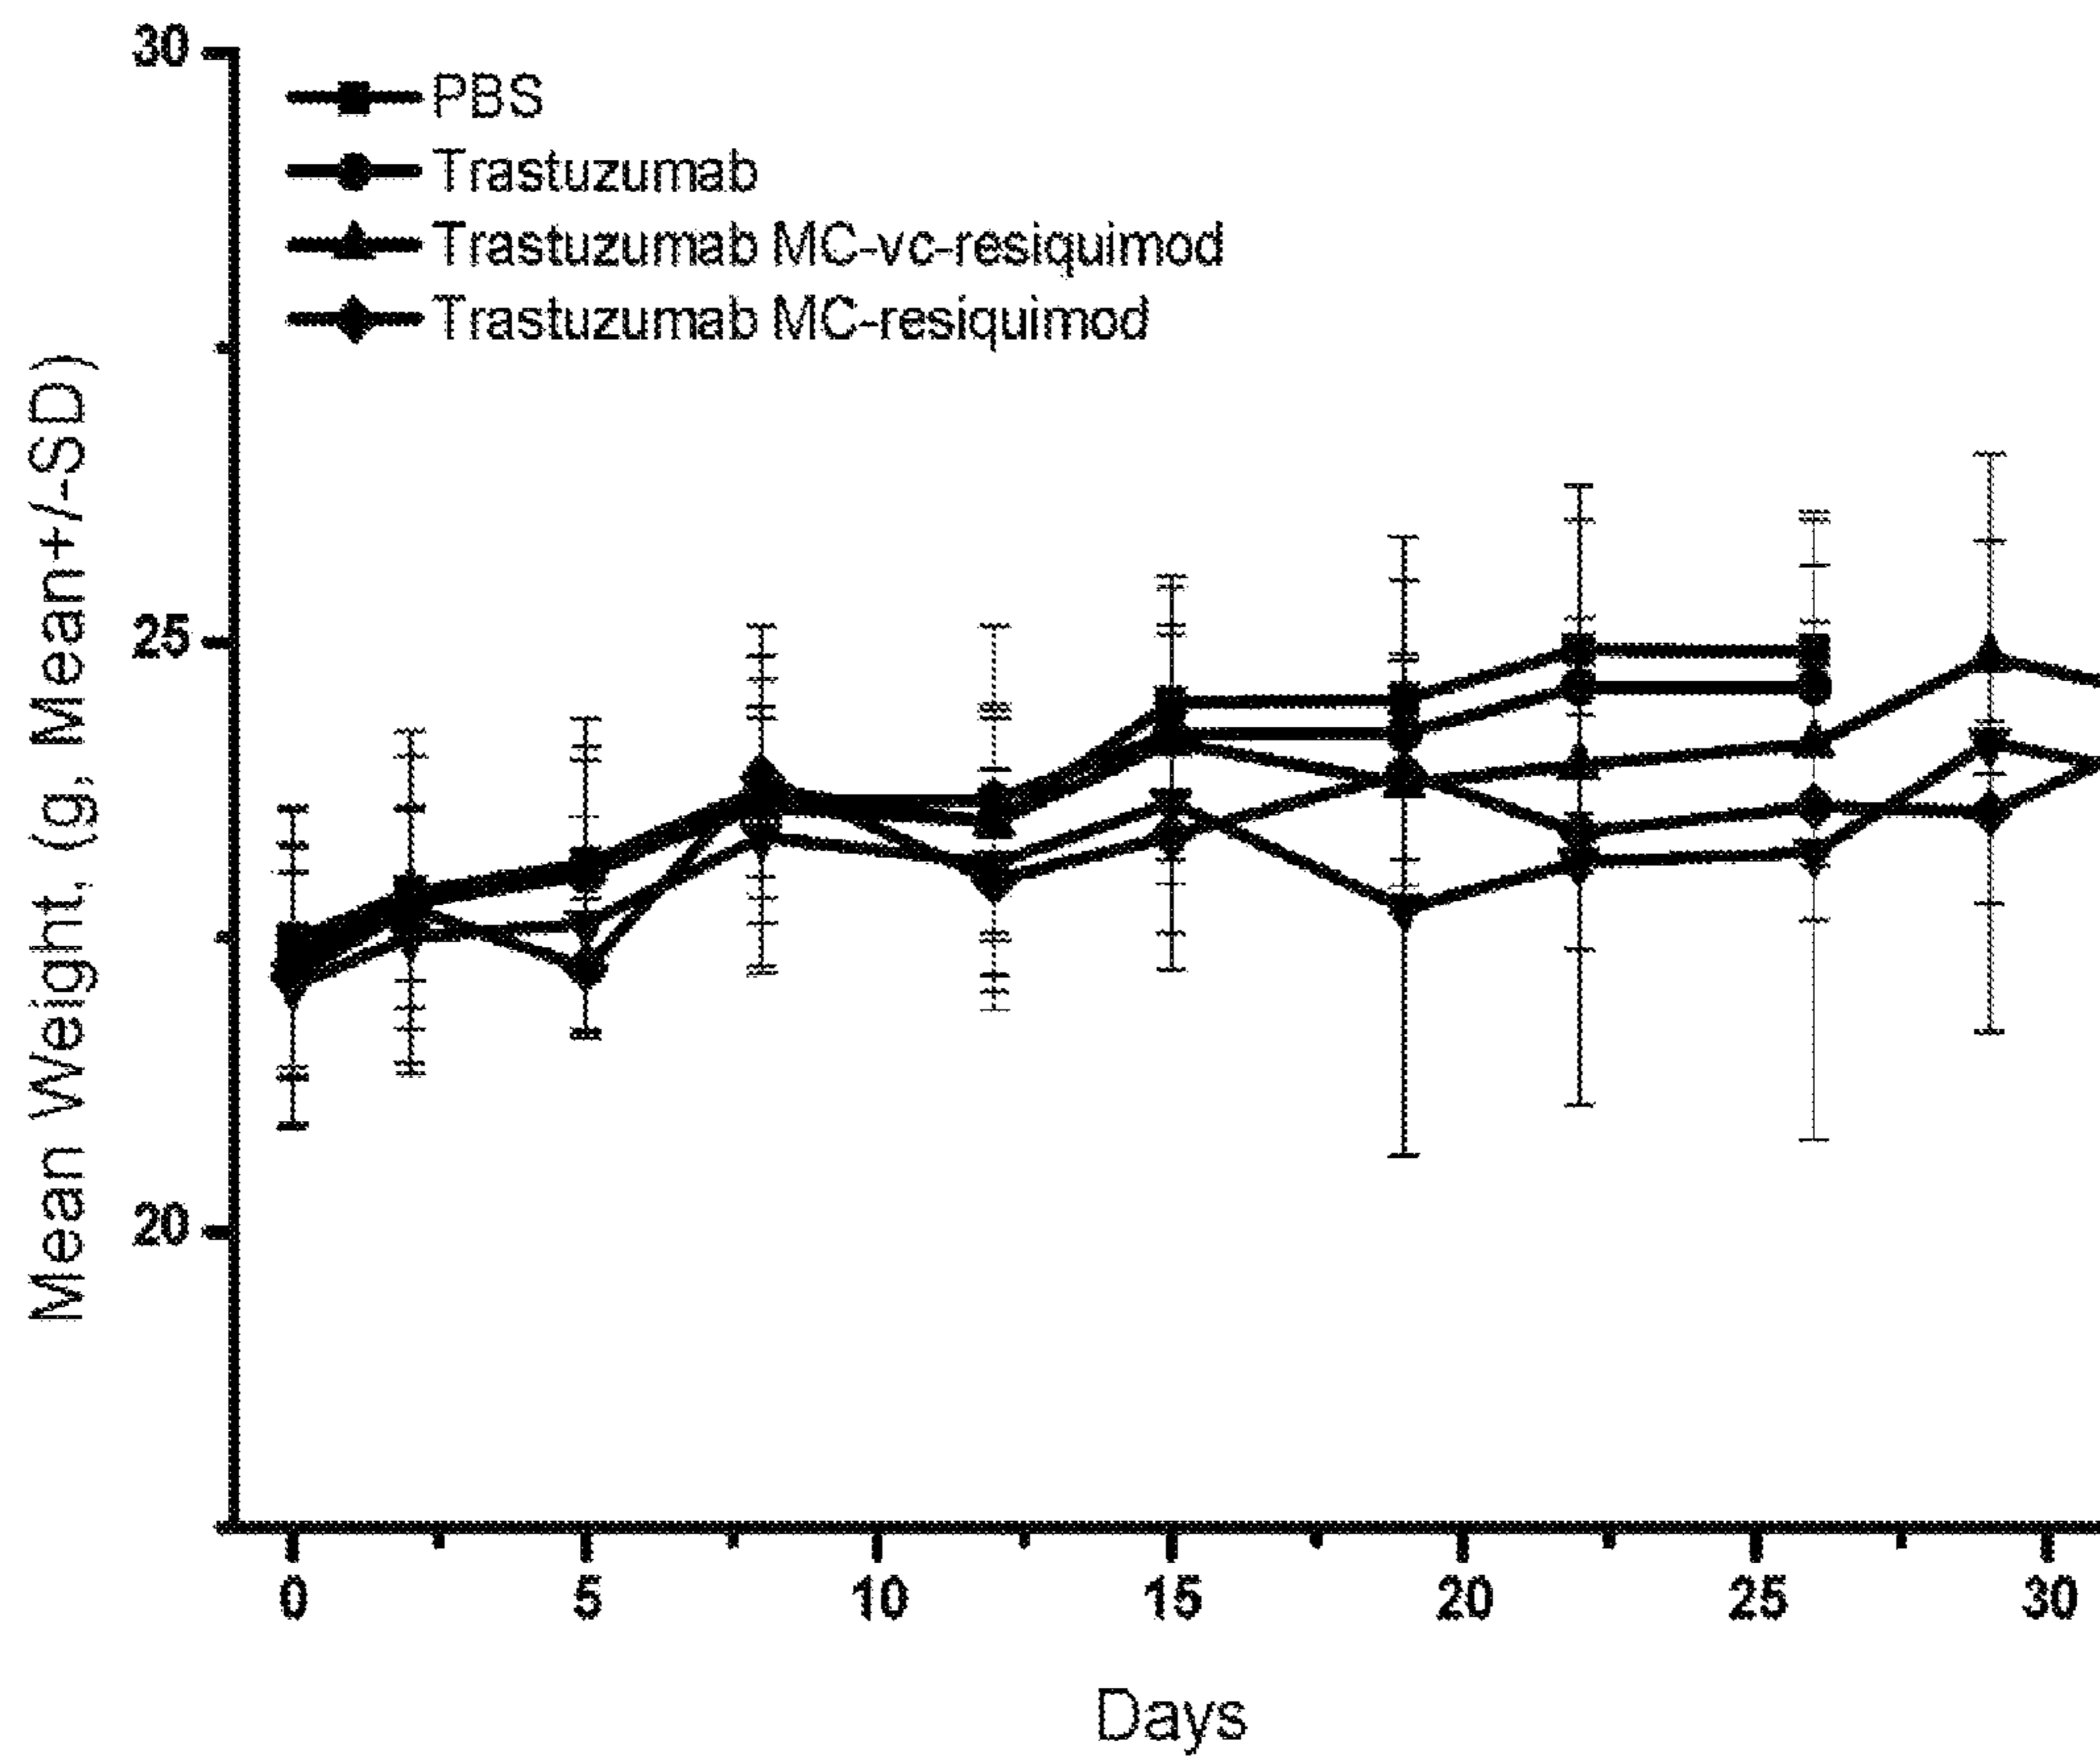 30
25
20
Mean Weight, (g, Mean+/-SD)
PBS
Trastuzumab
Trastuzumab MC-vc-resiquimod
Trastuzumab MC-resiquimod
0 5 10 15 20 25 30
Days